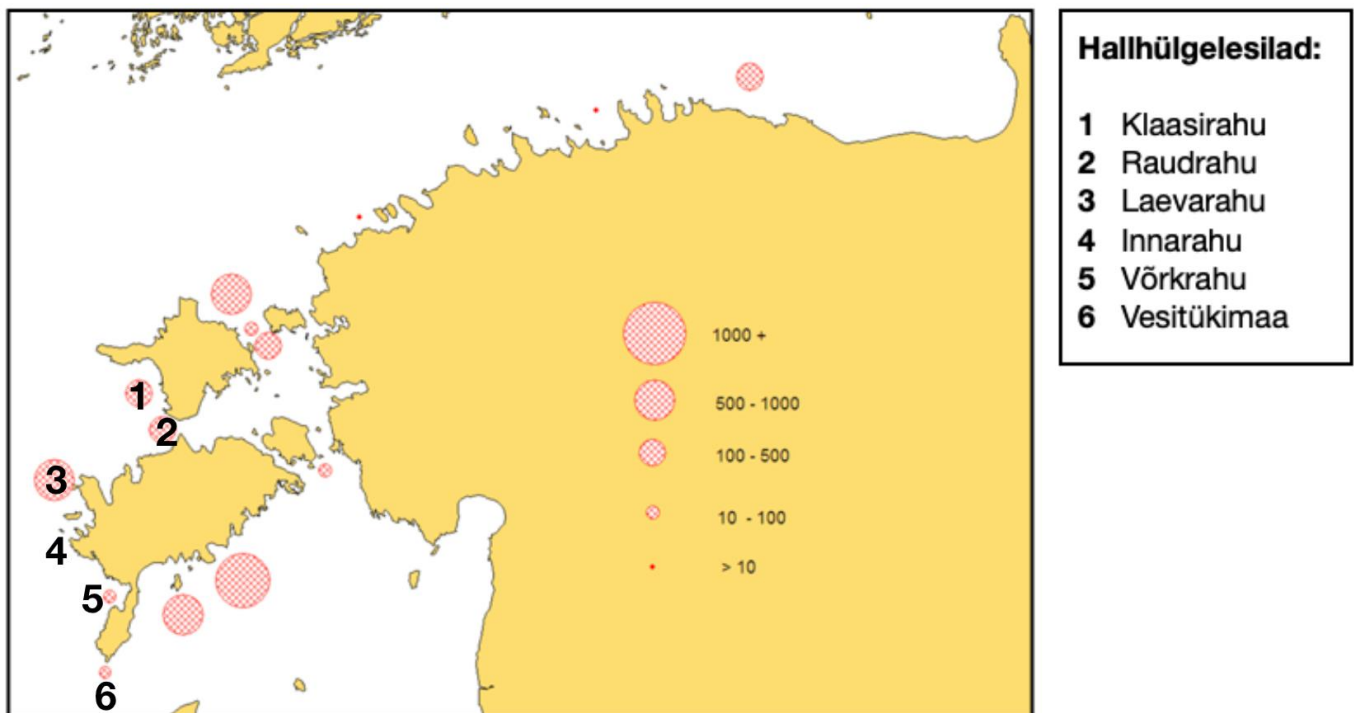 Hallhülgelesilad:
1 Klaasirahu
2 Raudrahu
3 Laevarahu
4 Innarahu
5 Võrkrahu
6 Vesitükimaa
1000 +
500 - 1000
100 - 500
10 - 100
> 10
1
2
3
4
5
6